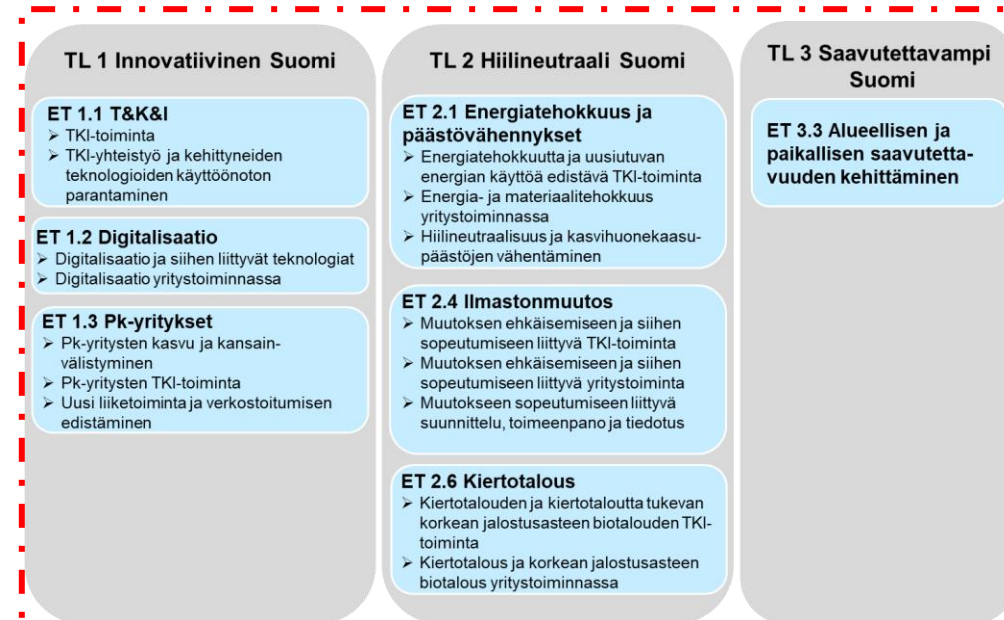 TL 1 Innovatiivinen Suomi
ET 1.1 T&K&I
➢ TKI-toiminta
➢ TKI-yhteistyö ja kehittyneiden
teknologioiden käyttöönoton
parantaminen
ET 1.2 Digitalisaatio
➢ Digitalisaatio ja siihen liittyvät teknologiat
➢ Digitalisaatio yritystoiminnassa
ET 1.3 Pk-yritykset
➢ Pk-yritysten kasvu ja kansain-
välistyminen
➢ Pk-yritysten TKI-toiminta
➢ Uusi liiketoiminta ja verkostoitumisen
edistäminen
TL 2 Hiilineutraali Suomi
ET 2.1 Energiatehokkuus ja
päästövähennykset
➢ Energiatehokkuutta ja uusiutuvan
energian käyttöä edistävä TKI-toiminta
➢ Energia- ja materiaalitehokkuus
yritystoiminnassa
➢ Hiilineutraalisuus ja kasvihuonekaasu-
päästöjen vähentäminen
ET 2.4 Ilmastonmuutos
➢ Muutoksen ehkäisemiseen ja siihen
sopeutumiseen liittyvä TKI-toiminta
➢ Muutoksen ehkäisemiseen ja siihen
sopeutumiseen liittyvä yritystoiminta
➢ Muutokseen sopeutumiseen liittyvä
suunnittelu, toimeenpano ja tiedotus
ET 2.6 Kiertotalous
➢ Kiertotalouden ja kiertotaloutta tukevan
korkean jalostusasteen biotalouden TKI-
toiminta
➢ Kiertotalous ja korkean jalostusasteen
biotalous yritystoiminnassa
TL 3 Saavutettavampi
Suomi
ET 3.3 Alueellisen ja
paikallisen saavutetta-
vuuden kehittäminen